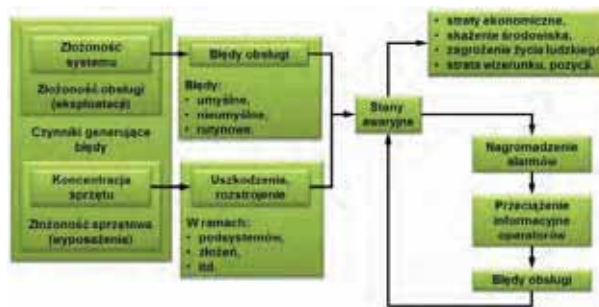 Złożoność
systemu
Złożoność obsługi
(eksploatacji)
Czynniki generujące
błędy
Koncentracja
sprzętu
Złożoność sprzętowa
(wyposażenie)
Błędy obsługi
Błędy:
• umyślne,
• nieumyślne,
• rutynowe.
Uszkodzenia,
rozstrojenie
W ramach:
• podsystemów,
• złożeń,
• itd.
Stany
awaryjne
• straty ekonomiczne,
• skażenie środowiska,
• zagrożenie życia ludzkiego
• strata wizerunku, pozycji.
Nagromadzenie
alarmów
Przeciążenie
informacyjne
operatorów
Błędy obsługi